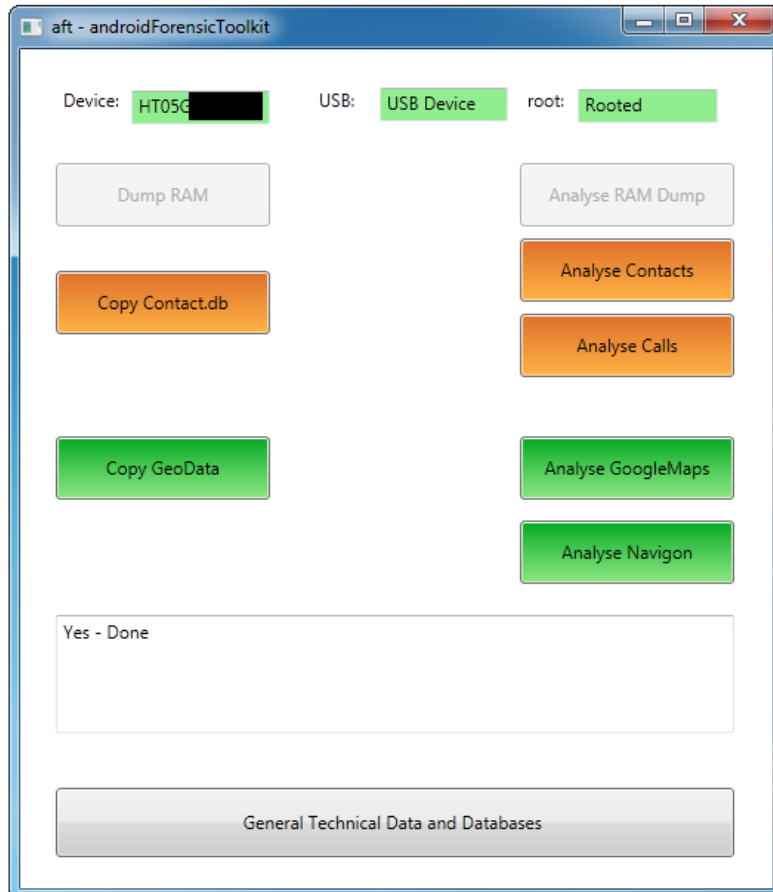 aft - androidForensicToolkit
Device: HT05G USB: USB Device root: Rooted
Dump RAM Analyse RAM Dump
Analyse Contacts
Copy Contact.db
Analyse Calls
Copy GeoData Analyse GoogleMaps
Analyse Navigon
Yes - Done
General Technical Data and Databases